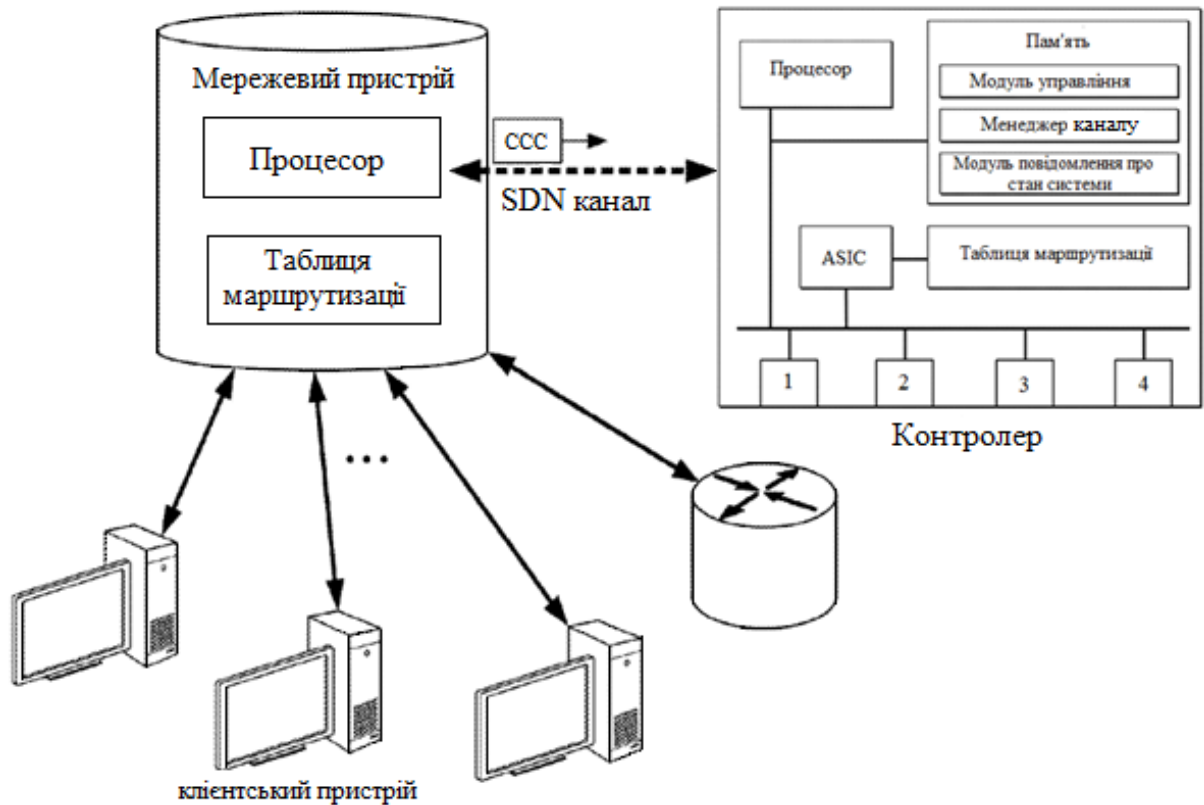 Мережевий пристрій
Процесор
Таблиця
маршрутизації
ССС
SDN канал
Процесор
Пам'ять
Модуль управління
Менеджер каналу
Модуль повідомлення про
стан системи
ASIC
Таблиця маршрутизації
1
2
3
4
Контролер
клієнтський пристрій